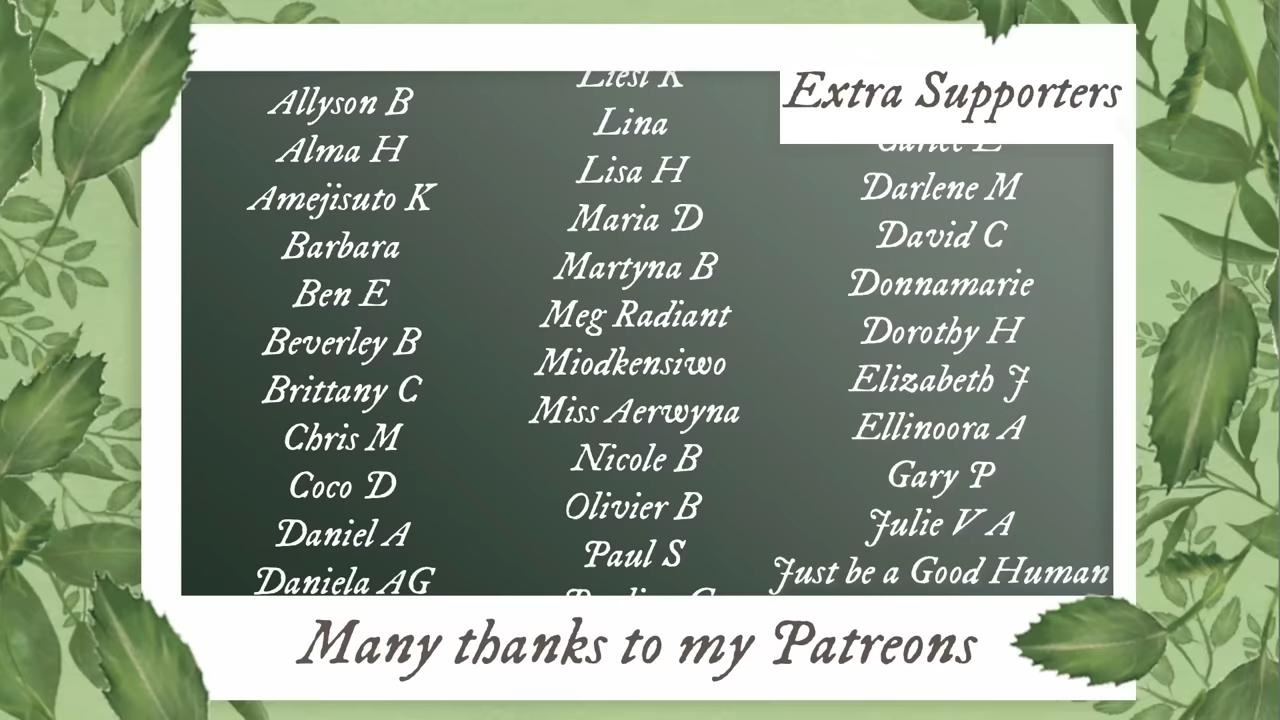 Allyson B
Alma H
Amejisuto K
Barbara
Ben E
Beverley B
Brittany C
Chris M
Coco D
Daniel A
Daniela AG
Liesl K
Lina
Lisa H
Maria D
Martyna B
Meg Radiant
Miodkensiwo
Miss Aerwyna
Nicole B
Olivier B
Paul S
Extra Supporters
Darlene M
David C
Donnamarie
Dorothy H
Elizabeth J
Ellinoora A
Gary P
Julie V A
Just be a Good Human
Many thanks to my Patreons